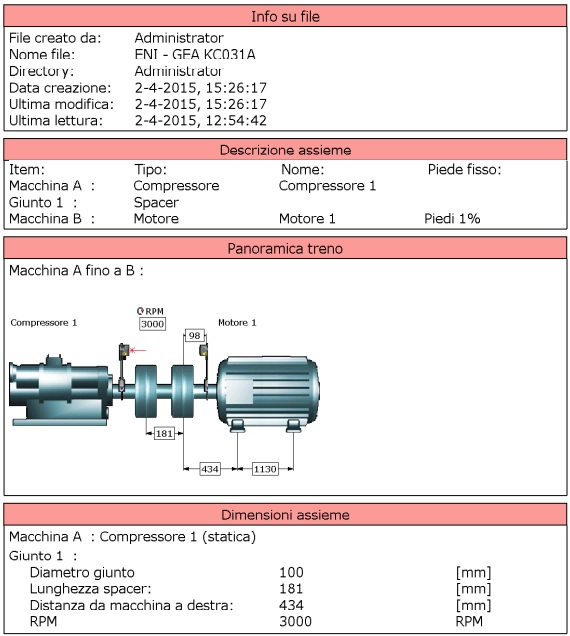 Info su file
File creato da: Administrator
Nome file: ENI - GEA KC031A
Directory: Administrator
Data creazione: 2-4-2015, 15:26:17
Ultima modifica: 2-4-2015, 15:26:17
Ultima lettura: 2-4-2015, 12:54:42
Descrizione assieme
Item: Tipo: Nome: Piede fisso:
Macchina A : Compressore Compressore 1
Giunto 1 : Spacer
Macchina B : Motore Motore 1 Piedi 1%
Panoramica treno
Macchina A fino a B :
RPM
Compressore 1 3000 Motore 1
98
181
434 1130
Dimensioni assieme
Macchina A : Compressore 1 (statica)
Giunto 1 :
Diametro giunto 100 [mm]
Lunghezza spacer: 181 [mm]
Distanza da macchina a destra: 434 [mm]
RPM 3000 RPM